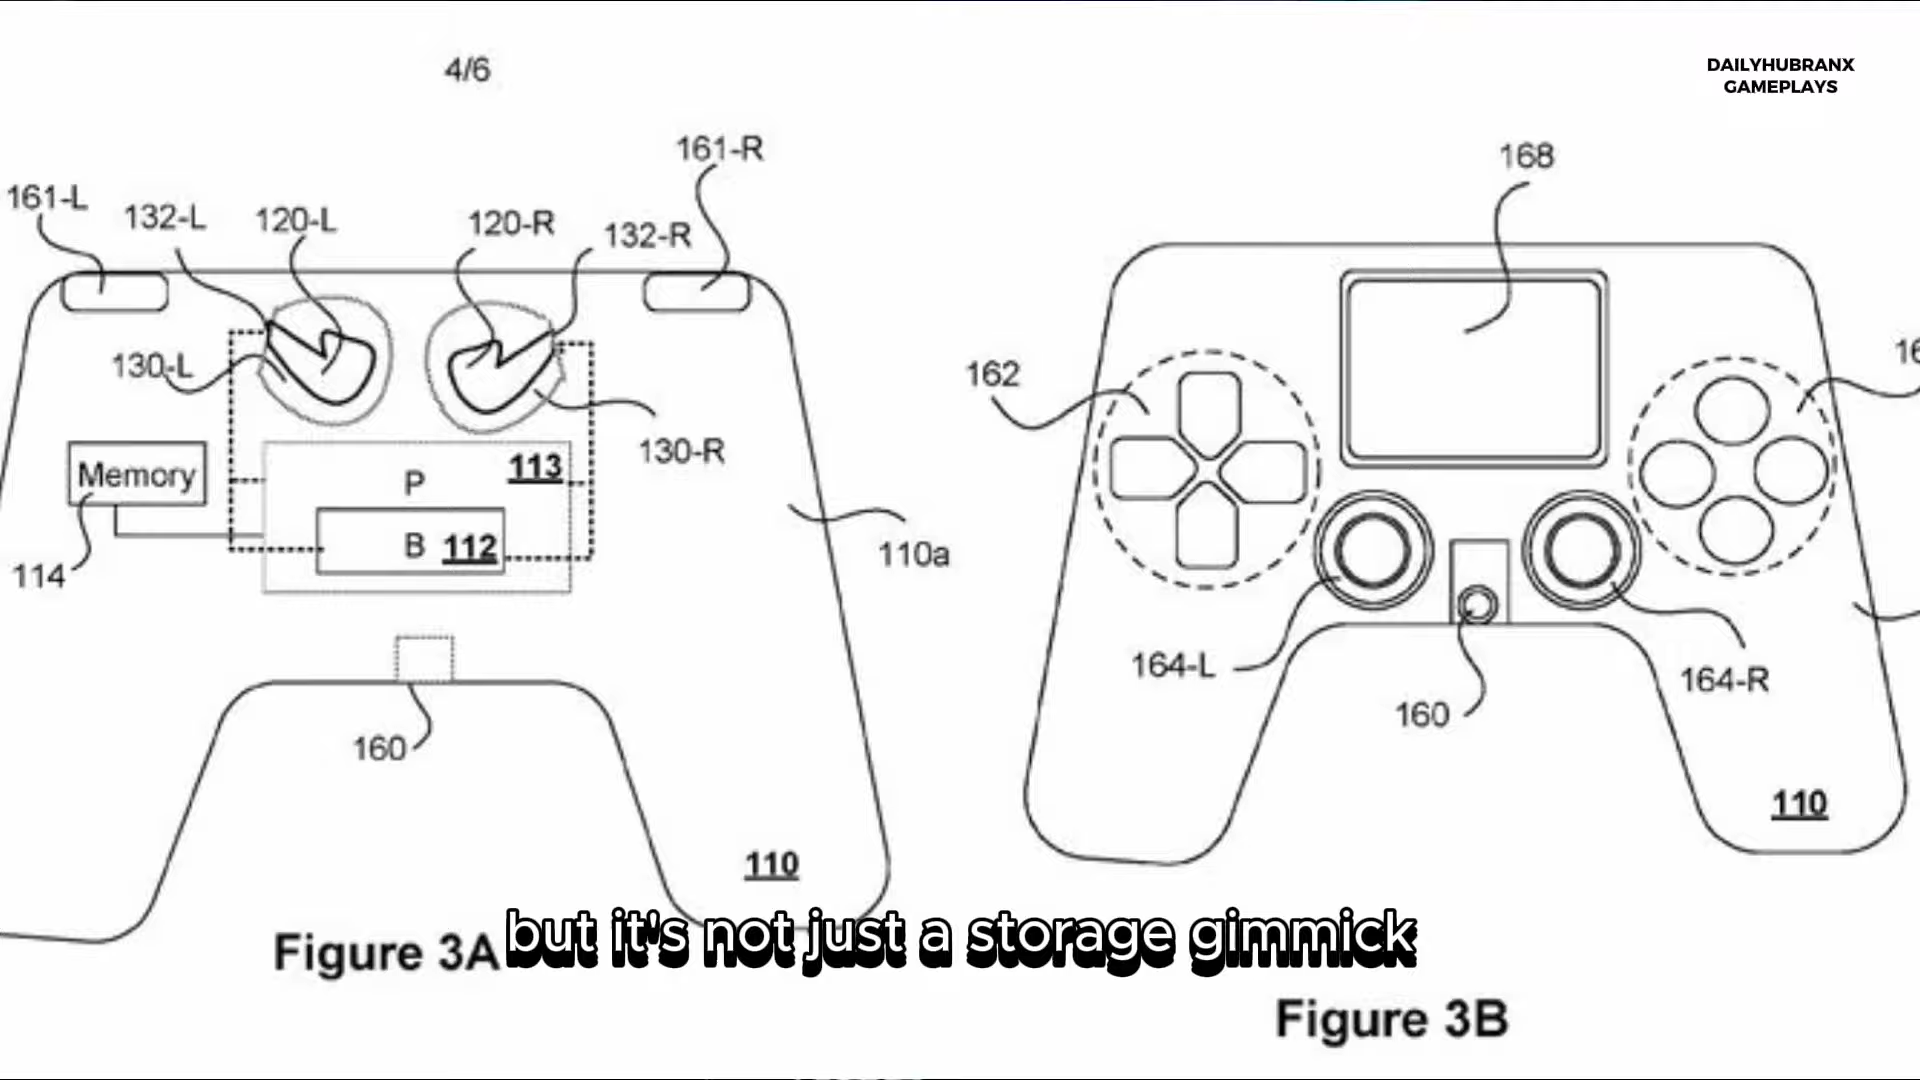 4/6
DAILYHUBRANX
GAMEPLAYS
161-R
168
161-L
132-L
120-L
120-R
132-R
130-L
162
130-R
Memory
P
113
B
112
114
110a
164-L
164-R
160
160
110
110
Figure 3A
but it's not just a storage gimmick
Figure 3B